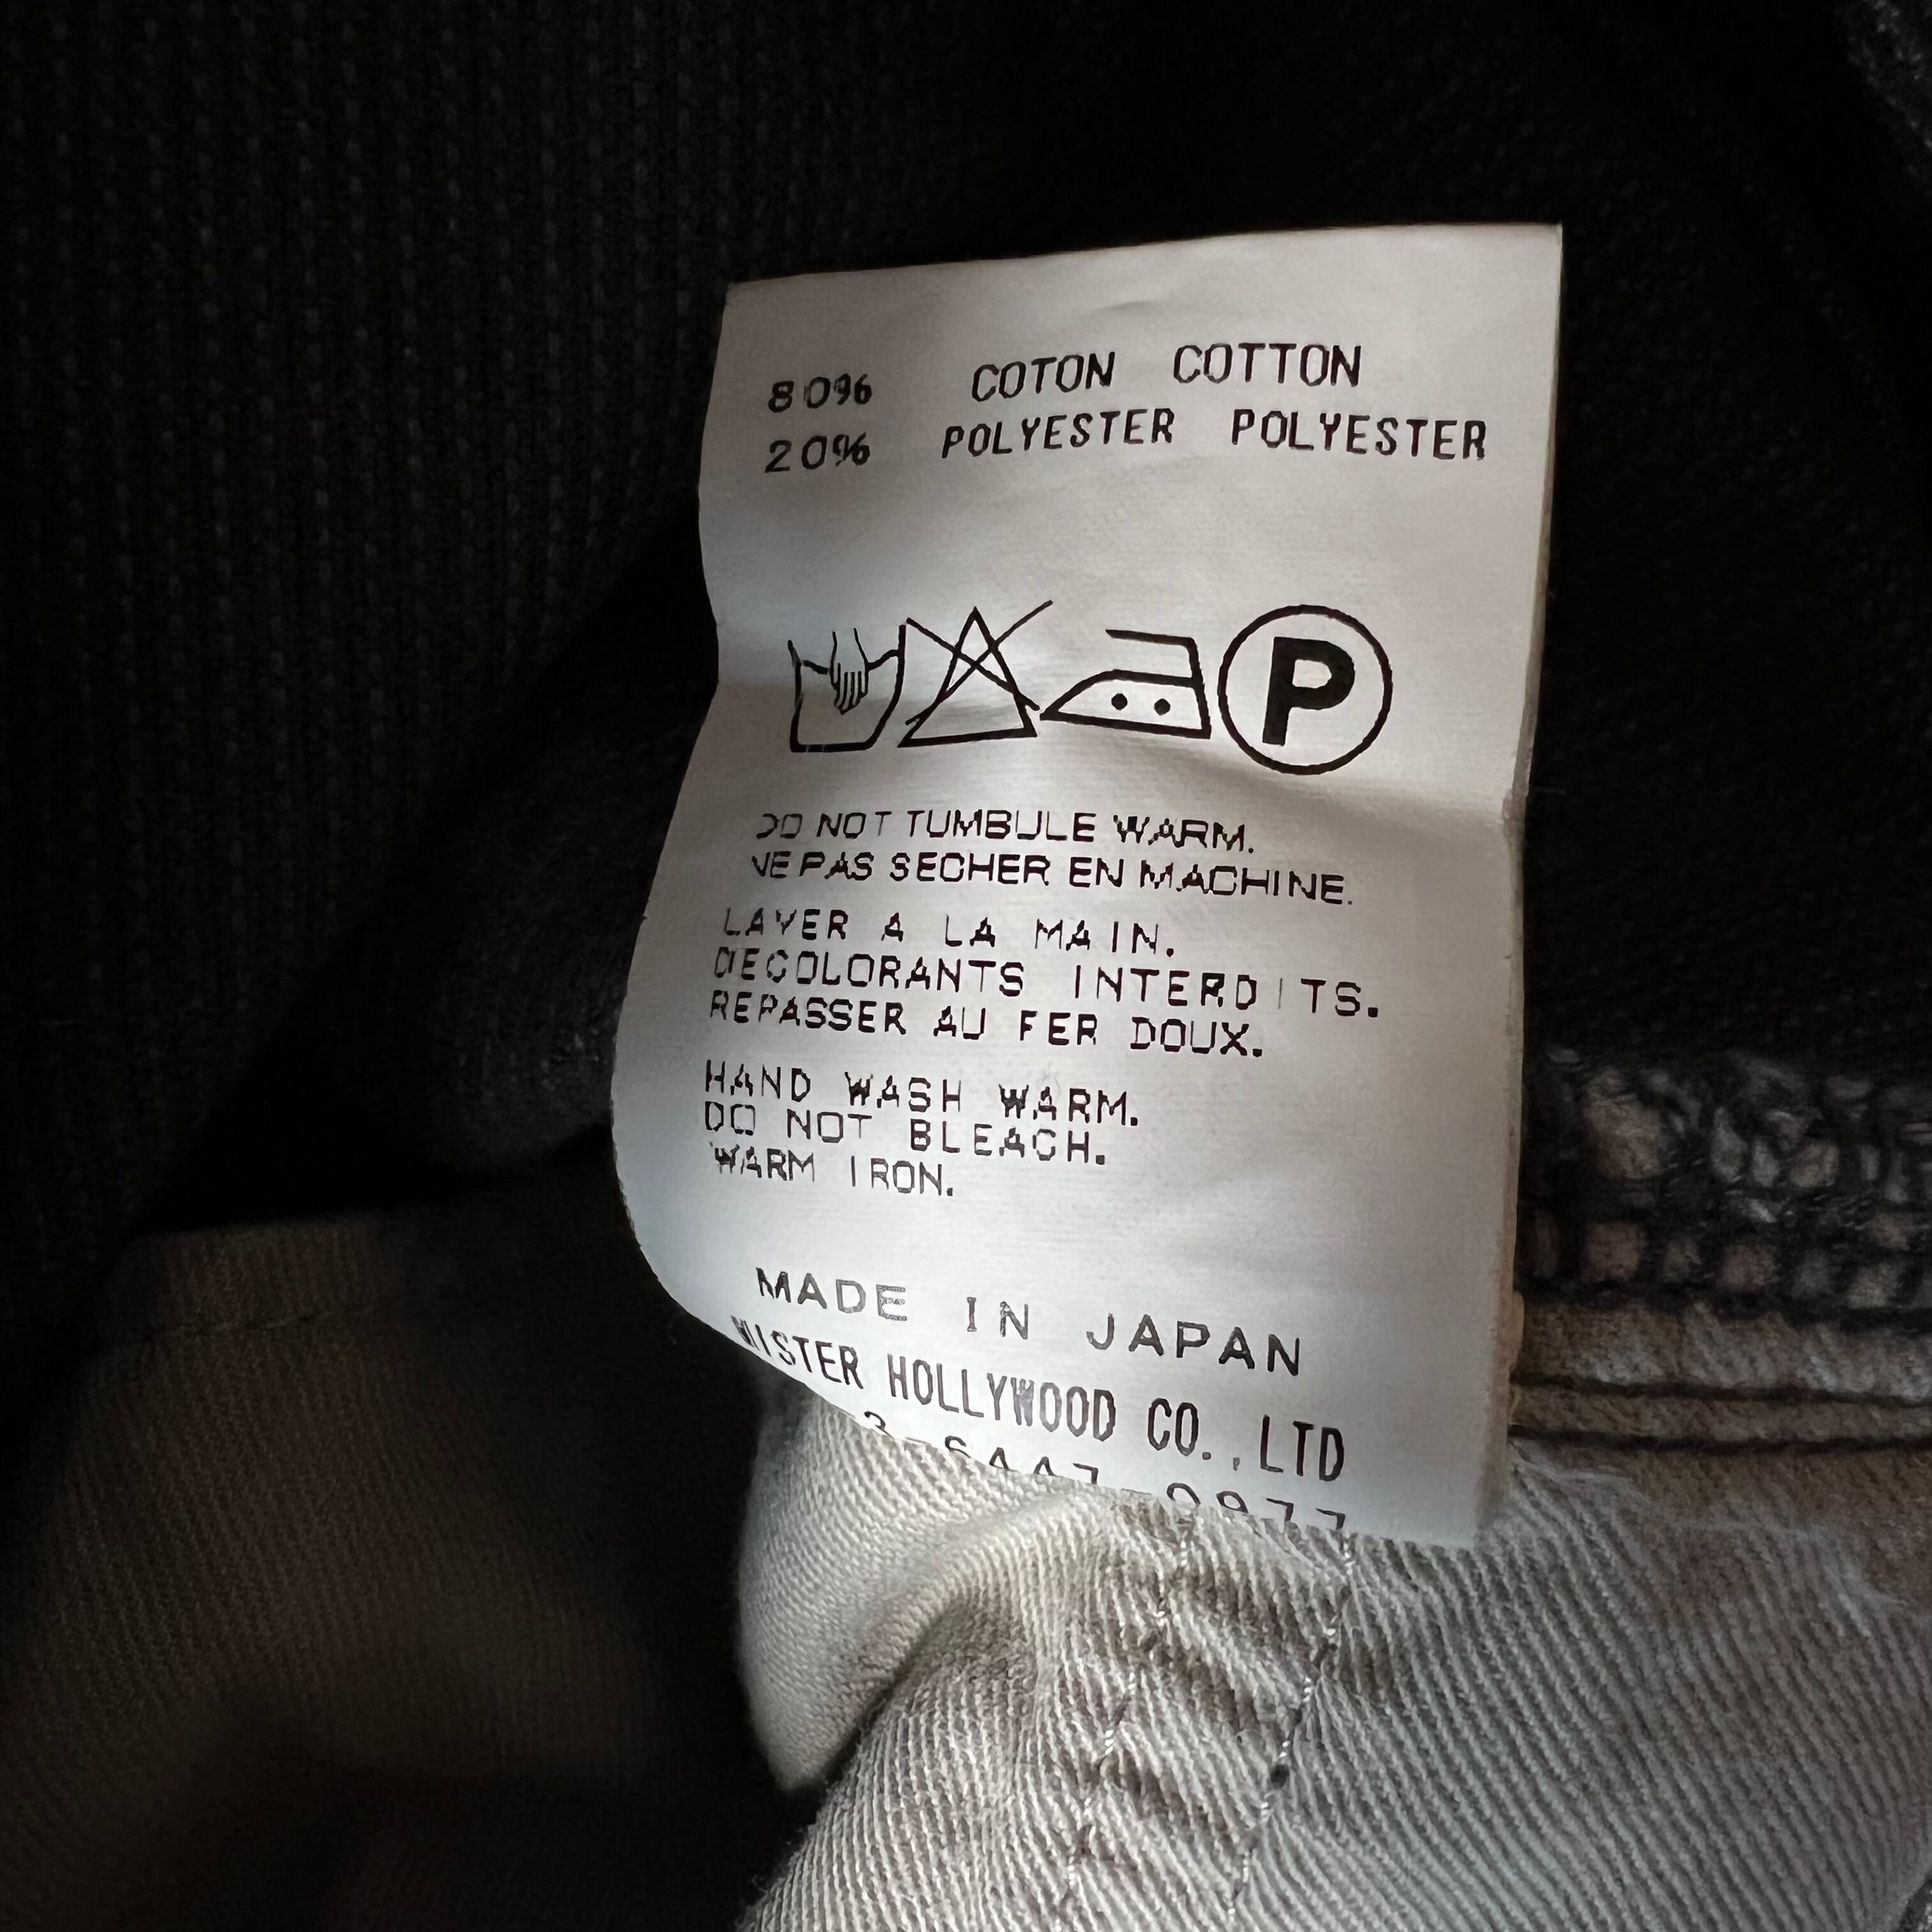 80% COTON COTTON
20% POLYESTER POLYESTER
P
DO NOT TUMBULE WARM.
NE PAS SECHER EN MACHINE.
LAVER A LA MAIN.
DECOLORANTS INTERDITS.
REPASSER AU FER DOUX.
HAND WASH WARM.
DO NOT BLEACH.
WARM IRON.
MADE IN JAPAN
MISTER HOLLYWOOD CO.,LTD